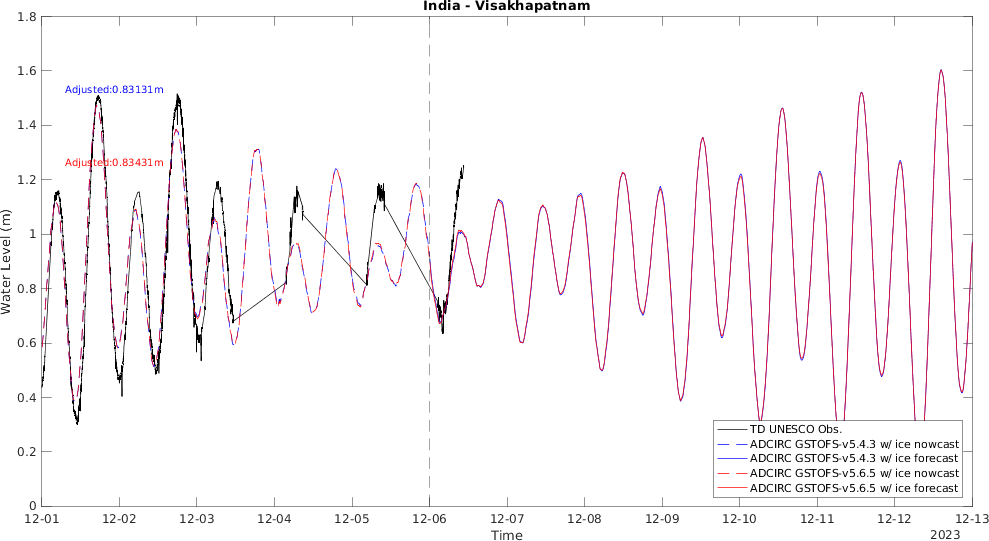 India - Visakhapatnam
1.8
1.6
1.4
1.2
1
0.8
0.6
0.4
0.2
0
Water Level (m)
Adjusted:0.83131m
Adjusted:0.83431m
TD UNESCO Obs.
ADCIRC GSTOFS-v5.4.3 w/ ice nowcast
ADCIRC GSTOFS-v5.4.3 w/ ice forecast
ADCIRC GSTOFS-v5.6.5 w/ ice nowcast
ADCIRC GSTOFS-v5.6.5 w/ ice forecast
12-01 12-02 12-03 12-04 12-05 12-06 12-07 12-08 12-09 12-10 12-11 12-12 12-13
Time
2023